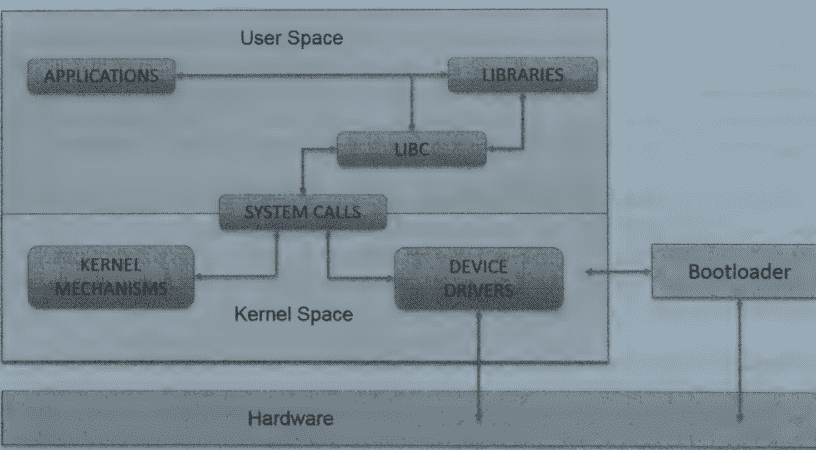 User Space
APPLICATIONS
LIBRARIES
LIBC
SYSTEM CALLS
KERNEL
MECHANISMS
DEVICE
DRIVERS
Bootloader
Kernel Space
Hardware